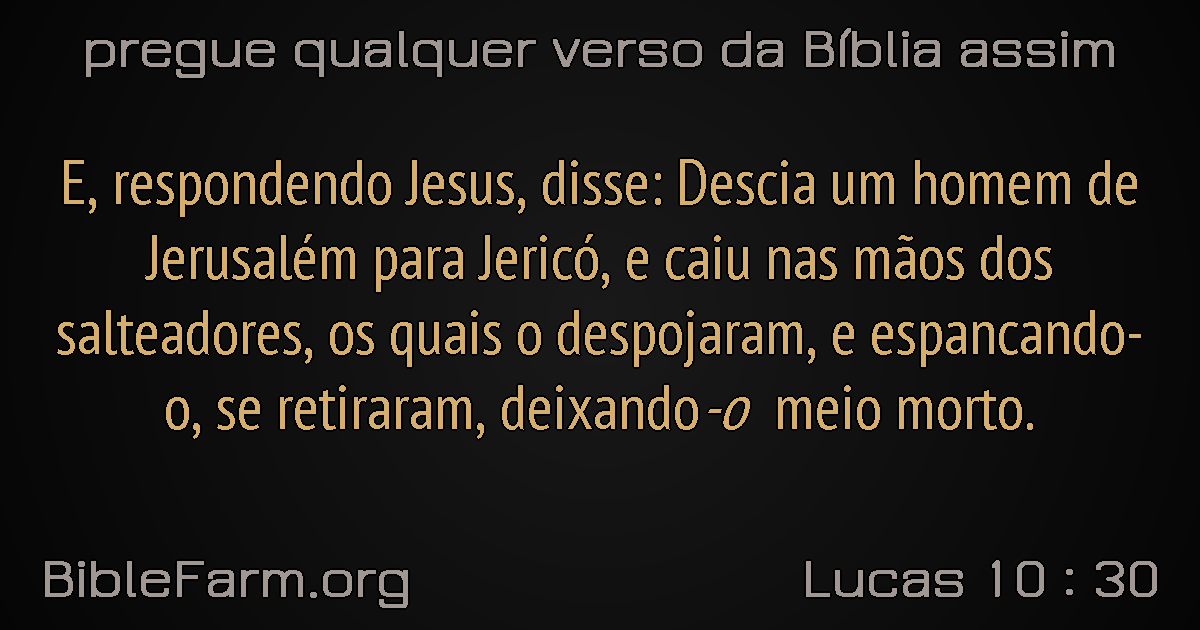 pregue qualquer verso da Bíblia assim
E, respondendo Jesus, disse: Descia um homem de
Jerusalém para Jericó, e caiu nas mãos dos
salteadores, os quais o despojaram, e espancando-
o, se retiraram, deixando-o meio morto.
BibleFarm.org
Lucas 10 : 30